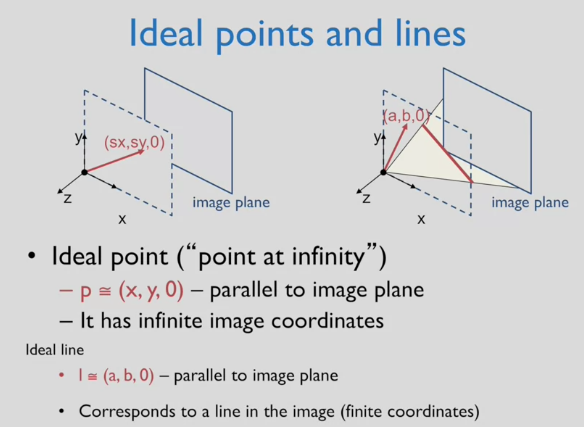 Ideal points and lines
y
(sx,sy,0)
z
x
image plane
y
(a,b,0)
z
x
image plane
• Ideal point (“point at infinity”)
– p ≅ (x, y, 0) – parallel to image plane
– It has infinite image coordinates
Ideal line
• l ≅ (a, b, 0) – parallel to image plane
• Corresponds to a line in the image (finite coordinates)